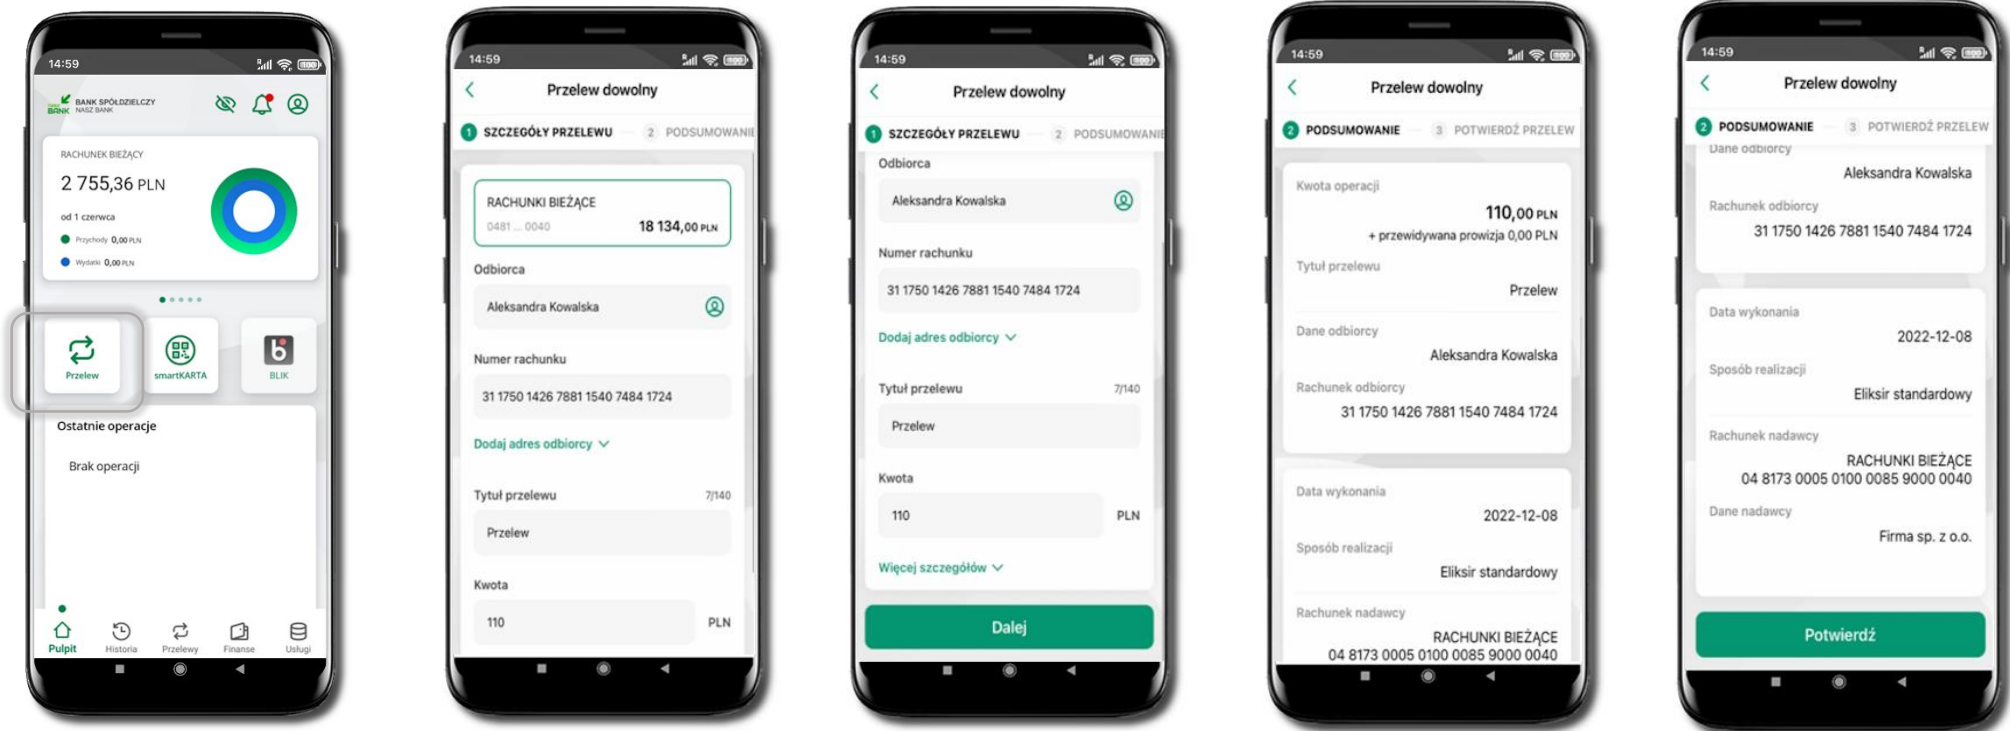 14:59
BANK SPÓŁDZIELCZY
NASZ BANK
BANK
RACHUNEK BIEŻĄCY
2 755,36 PLN
od 1 czerwca
Przychody 0,00 PLN
Wydatki 0,00 PLN
Przelew
smartKARTA
BLIK
Ostatnie operacje
Brak operacji
Pulpit
Historia
Przelewy
Finanse
Usługi
14:59
Przelew dowolny
1 SZCZEGÓŁY PRZELEWU 2 PODSUMOWANIE
RACHUNKI BIEŻĄCE
0481 ... 0040 18 134,00 PLN
Odbiorca
Aleksandra Kowalska
Numer rachunku
31 1750 1426 7881 1540 7484 1724
Dodaj adres odbiorcy
Tytuł przelewu 7/140
Przelew
Kwota
110 PLN
14:59
Przelew dowolny
1 SZCZEGÓŁY PRZELEWU 2 PODSUMOWANIE
Odbiorca
Aleksandra Kowalska
Numer rachunku
31 1750 1426 7881 1540 7484 1724
Dodaj adres odbiorcy
Tytuł przelewu 7/140
Przelew
Kwota
110 PLN
Więcej szczegółów
Dalej
14:59
Przelew dowolny
2 PODSUMOWANIE 3 POTWIERDŹ PRZELEW
Kwota operacji
110,00 PLN
+ przewidywana prowizja 0,00 PLN
Tytuł przelewu
Przelew
Dane odbiorcy
Aleksandra Kowalska
Rachunek odbiorcy
31 1750 1426 7881 1540 7484 1724
Data wykonania
2022-12-08
Sposób realizacji
Eliksir standardowy
Rachunek nadawcy
RACHUNKI BIEŻĄCE
04 8173 0005 0100 0085 9000 0040
14:59
Przelew dowolny
2 PODSUMOWANIE 3 POTWIERDŹ PRZELEW
Dane odbiorcy
Aleksandra Kowalska
Rachunek odbiorcy
31 1750 1426 7881 1540 7484 1724
Data wykonania
2022-12-08
Sposób realizacji
Eliksir standardowy
Rachunek nadawcy
RACHUNKI BIEŻĄCE
04 8173 0005 0100 0085 9000 0040
Dane nadawcy
Firma sp. z o.o.
Potwierdź